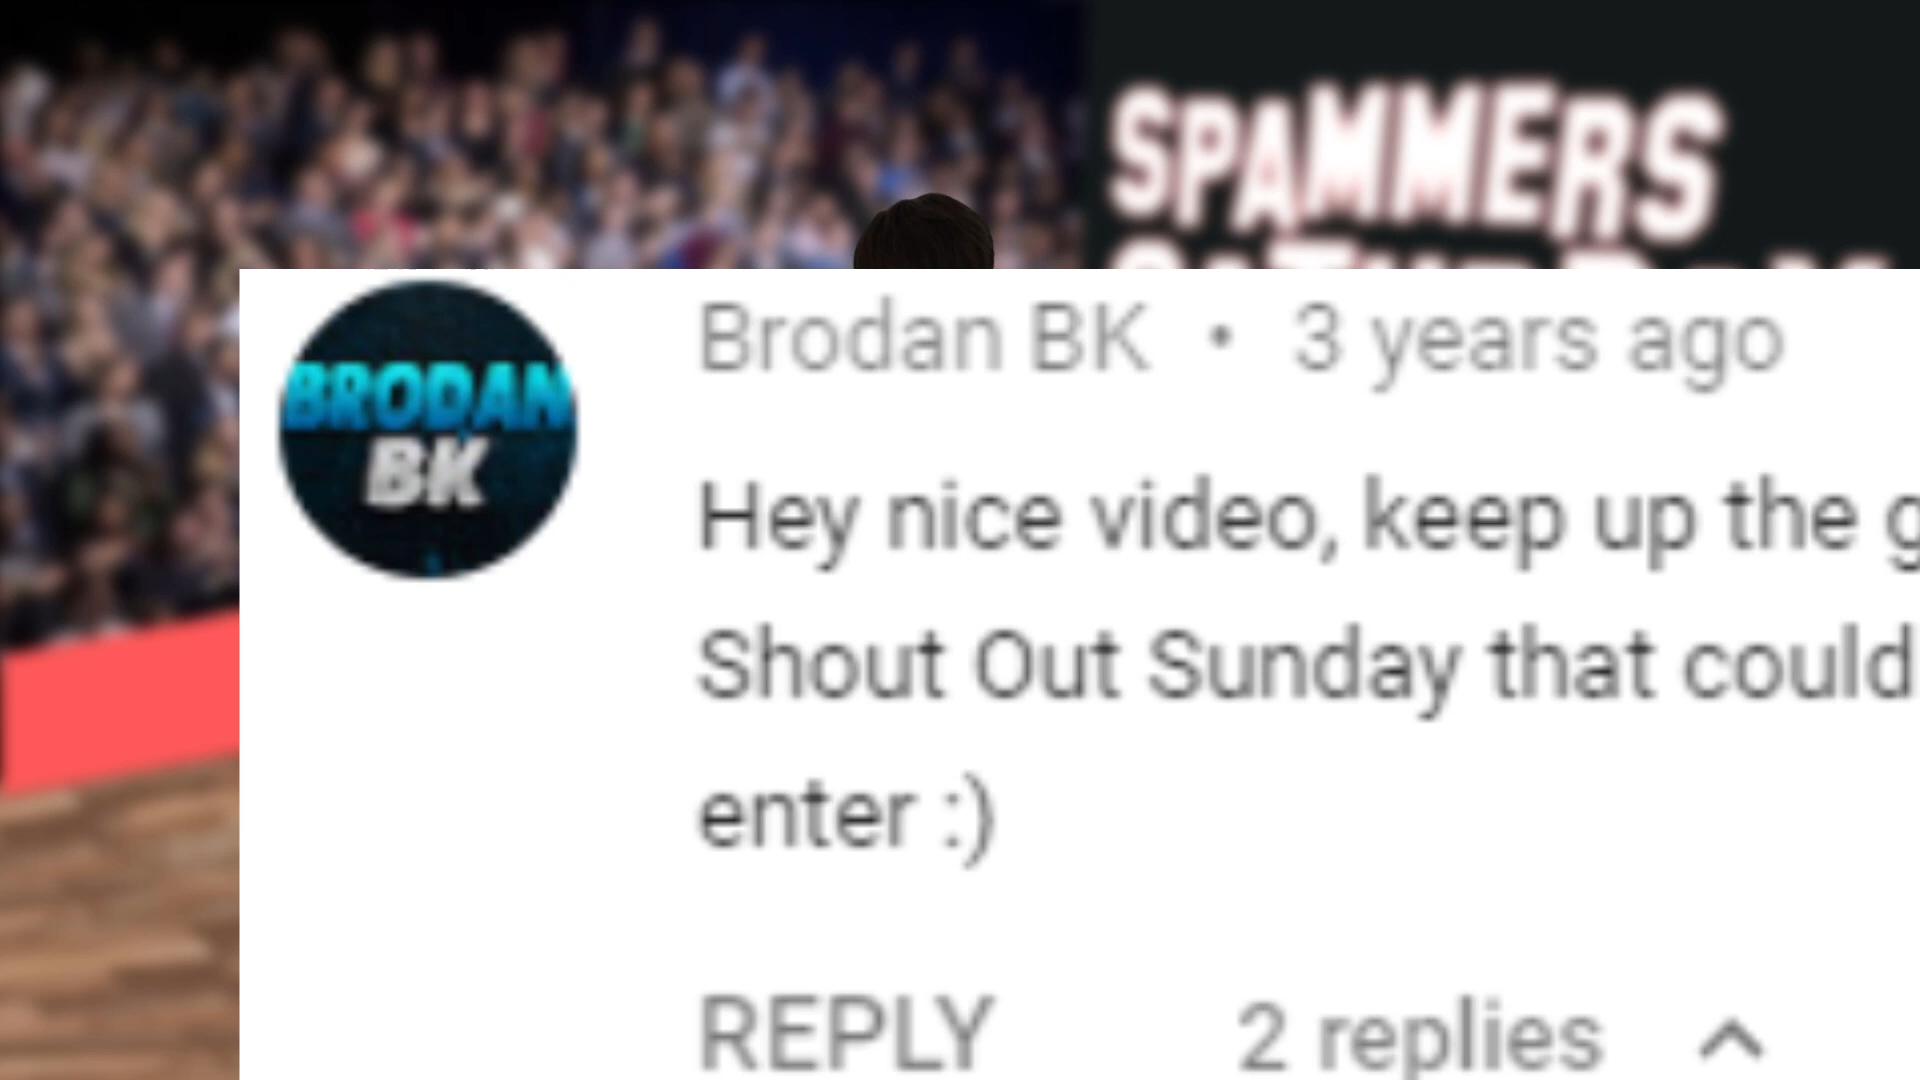 SPAMMERS
BRODAN
BK
Brodan BK • 3 years ago
Hey nice video, keep up the g
Shout Out Sunday that could
enter :)
REPLY 2 replies